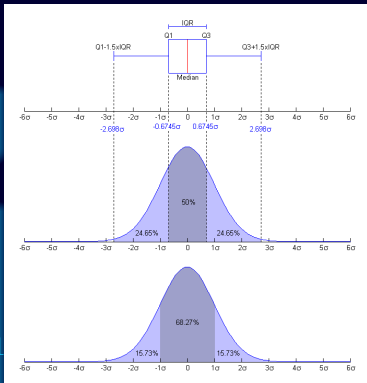 IQR
Q1 Q3
Q1-1.5xIQR Q3+1.5xIQR
Median
-6σ -5σ -4σ -3σ -2σ -1σ 0 1σ 2σ 3σ 4σ 5σ 6σ
-2.698σ -0.6745σ 0.6745σ 2.698σ
50%
24.65% 24.65%
-6σ -5σ -4σ -3σ -2σ -1σ 0 1σ 2σ 3σ 4σ 5σ 6σ
68.27%
15.73% 15.73%
-6σ -5σ -4σ -3σ -2σ -1σ 0 1σ 2σ 3σ 4σ 5σ 6σ